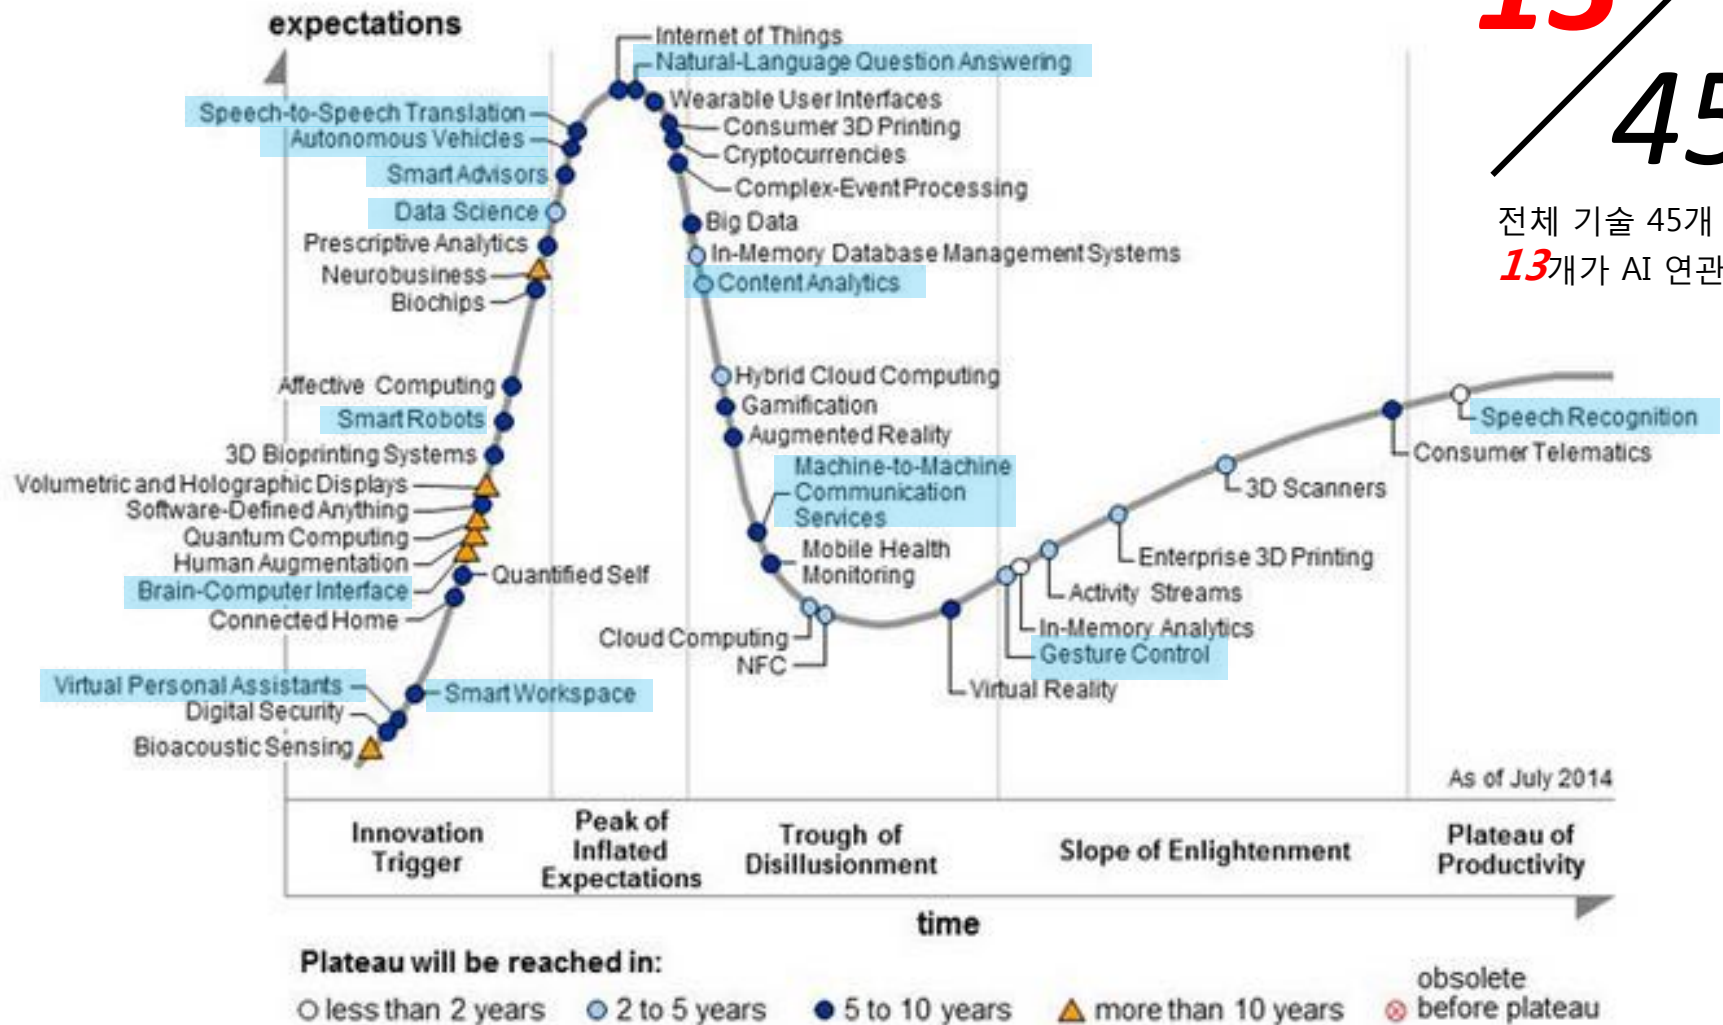 expectations
13
45
전체 기술 45개
13개가 AI 연관
Internet of Things
Natural-Language Question Answering
Wearable User Interfaces
Speech-to-Speech Translation
Consumer 3D Printing
Autonomous Vehicles
Cryptocurrencies
Smart Advisors
Complex-Event Processing
Data Science
Big Data
Prescriptive Analytics
In-Memory Database Management Systems
Neurobusiness
Content Analytics
Biochips
Hybrid Cloud Computing
Affective Computing
Gamification
Smart Robots
Speech Recognition
Augmented Reality
3D Bioprinting Systems
Consumer Telematics
Machine-to-Machine
Communication
Services
Volumetric and Holographic Displays
3D Scanners
Software-Defined Anything
Quantum Computing
Mobile Health
Monitoring
Human Augmentation
Enterprise 3D Printing
Quantified Self
Brain-Computer Interface
Activity Streams
Connected Home
In-Memory Analytics
Cloud Computing
Gesture Control
NFC
Virtual Personal Assistants
Smart Workspace
Virtual Reality
Digital Security
Bioacoustic Sensing
As of July 2014
Innovation
Trigger
Peak of
Inflated
Expectations
Trough of
Disillusionment
Slope of Enlightenment
Plateau of
Productivity
time
Plateau will be reached in:
less than 2 years
2 to 5 years
5 to 10 years
more than 10 years
obsolete
before plateau